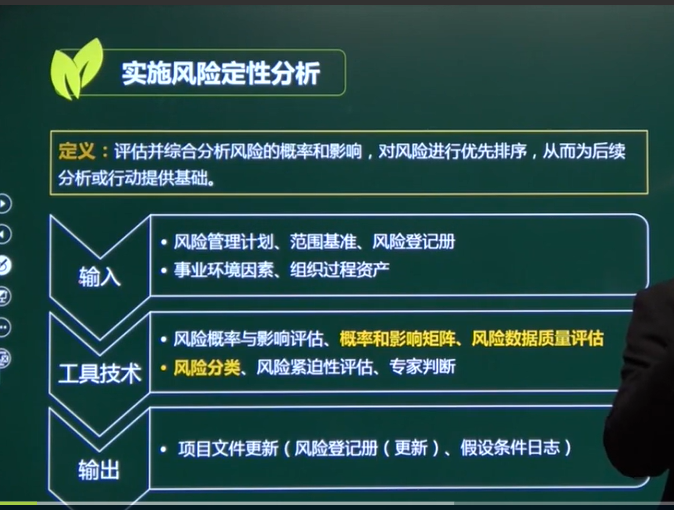 实施风险定性分析
定义：评估并综合分析风险的概率和影响，对风险进行优先排序，从而为后续
分析或行动提供基础。
输入
• 风险管理计划、范围基准、风险登记册
• 事业环境因素、组织过程资产
工具技术
• 风险概率与影响评估、概率和影响矩阵、风险数据质量评估
• 风险分类、风险紧迫性评估、专家判断
输出
• 项目文件更新（风险登记册（更新）、假设条件日志）